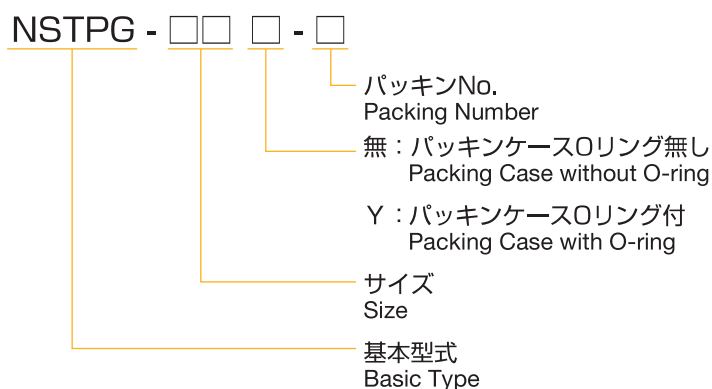 NSTPG - □□ □ - □
パッキンNo.
Packing Number
無：パッキンケースOリング無し
Packing Case without O-ring
Y：パッキンケースOリング付
Packing Case with O-ring
サイズ
Size
基本型式
Basic Type